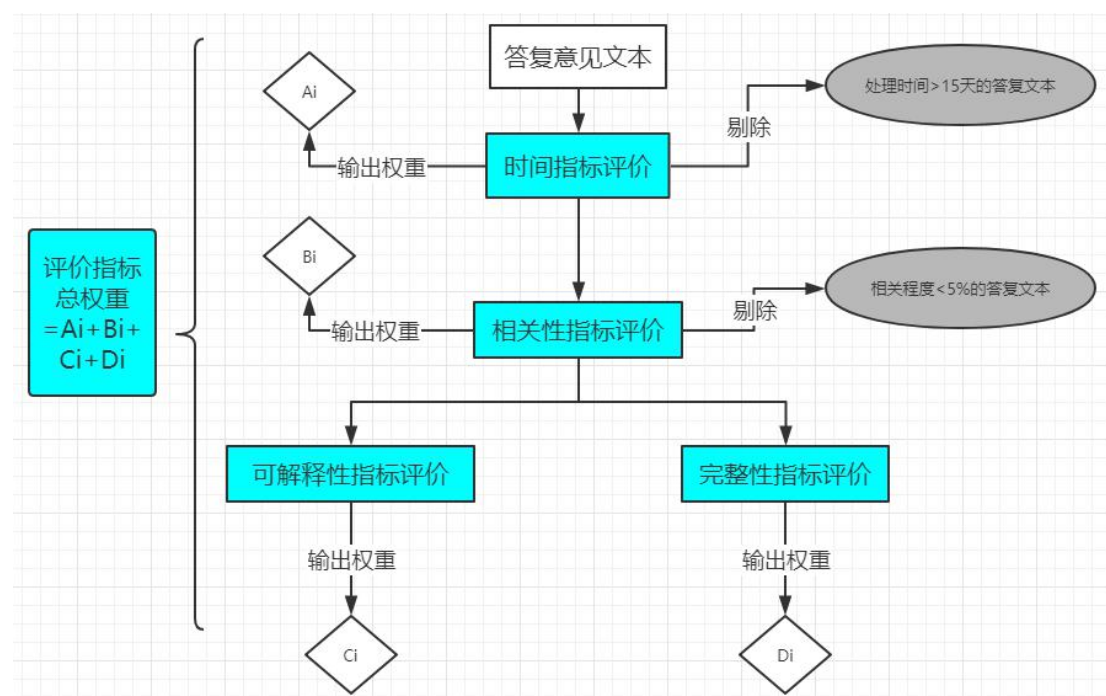 答复意见文本
Ai
处理时间>15天的答复文本
剔除
输出权重
时间指标评价
Bi
评价指标
总权重
=Ai+Bi+
Ci+Di
相关程度<5%的答复文本
剔除
输出权重
相关性指标评价
可解释性指标评价
完整性指标评价
输出权重
输出权重
Ci
Di